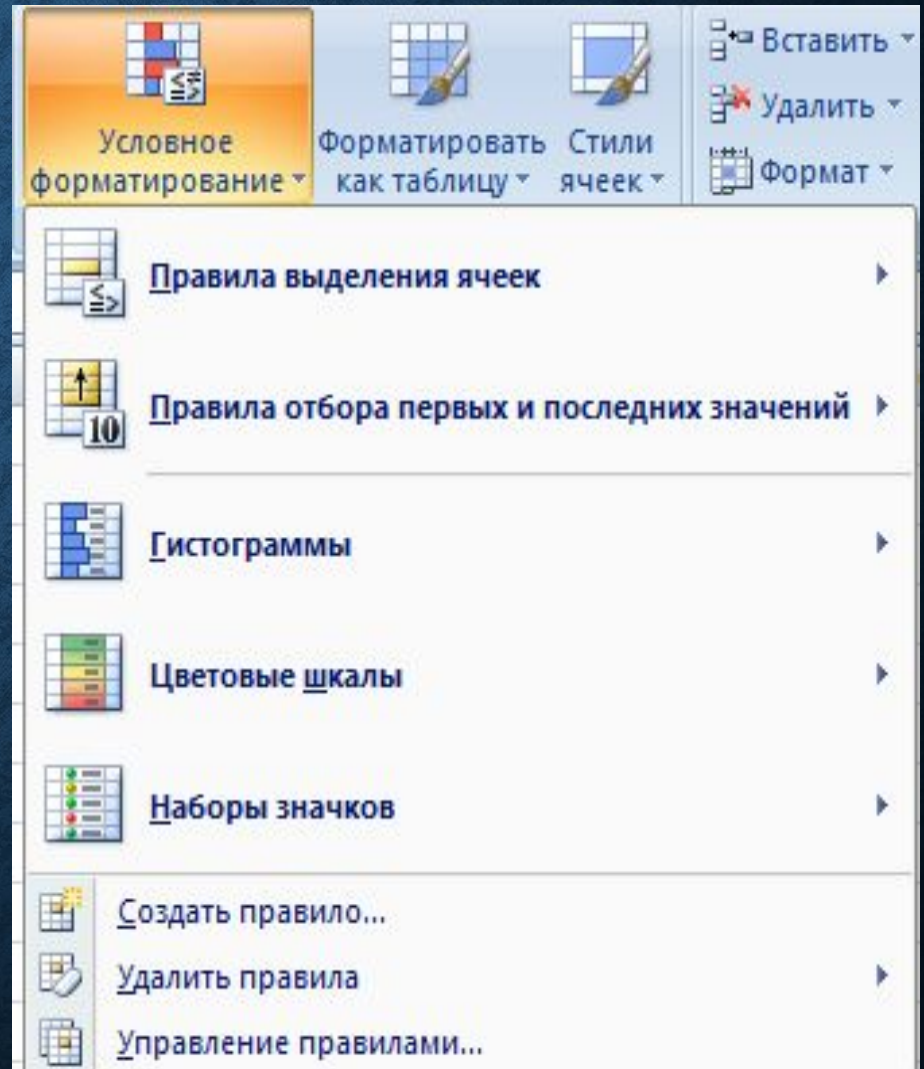 Условное
форматирование
Форматировать
как таблицу
Стили
ячеек
Вставить
Удалить
Формат
Правила выделения ячеек
10
Правила отбора первых и последних значений
Гистограммы
Цветовые шкалы
Наборы значков
Создать правило...
Удалить правила
Управление правилами...